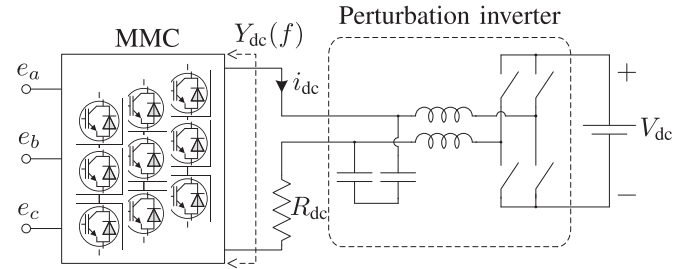 MMC
Y_dc(f)
Perturbation inverter
e_a
i_dc
+
e_b
V_dc
e_c
R_dc
−